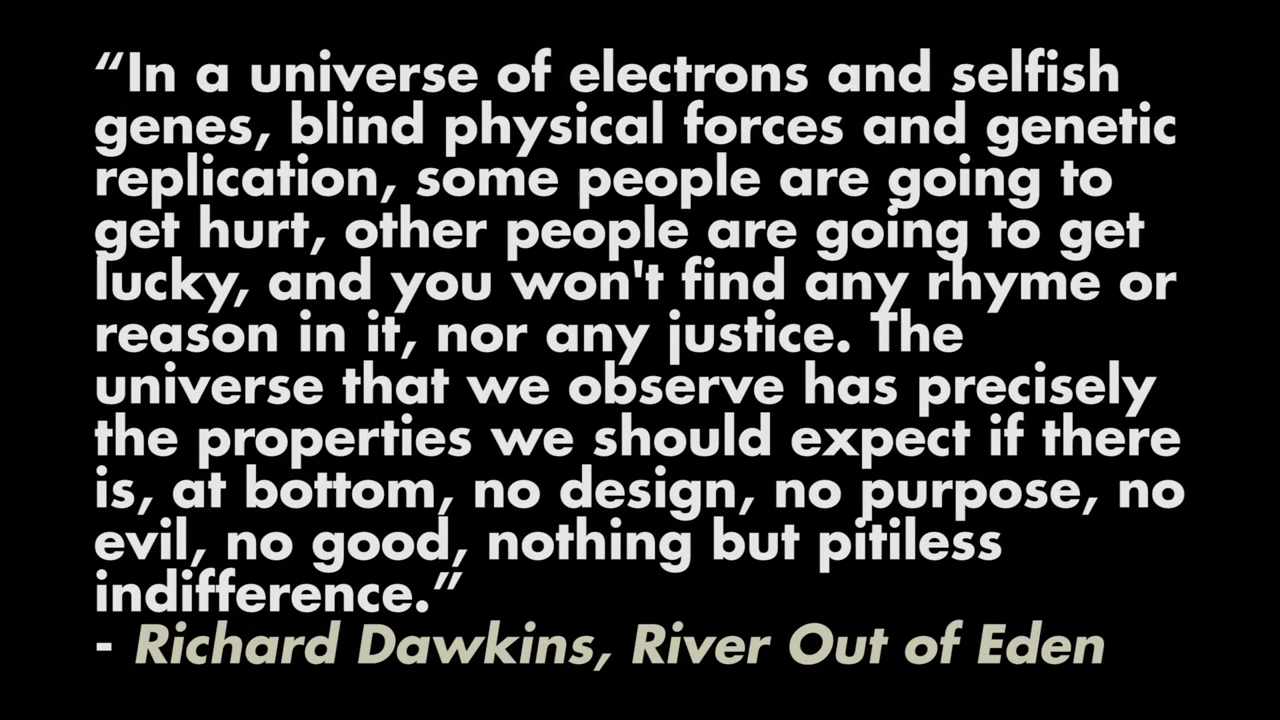 “In a universe of electrons and selfish
genes, blind physical forces and genetic
replication, some people are going to
get hurt, other people are going to get
lucky, and you won't find any rhyme or
reason in it, nor any justice. The
universe that we observe has precisely
the properties we should expect if there
is, at bottom, no design, no purpose, no
evil, no good, nothing but pitiless
indifference.”
- Richard Dawkins, River Out of Eden